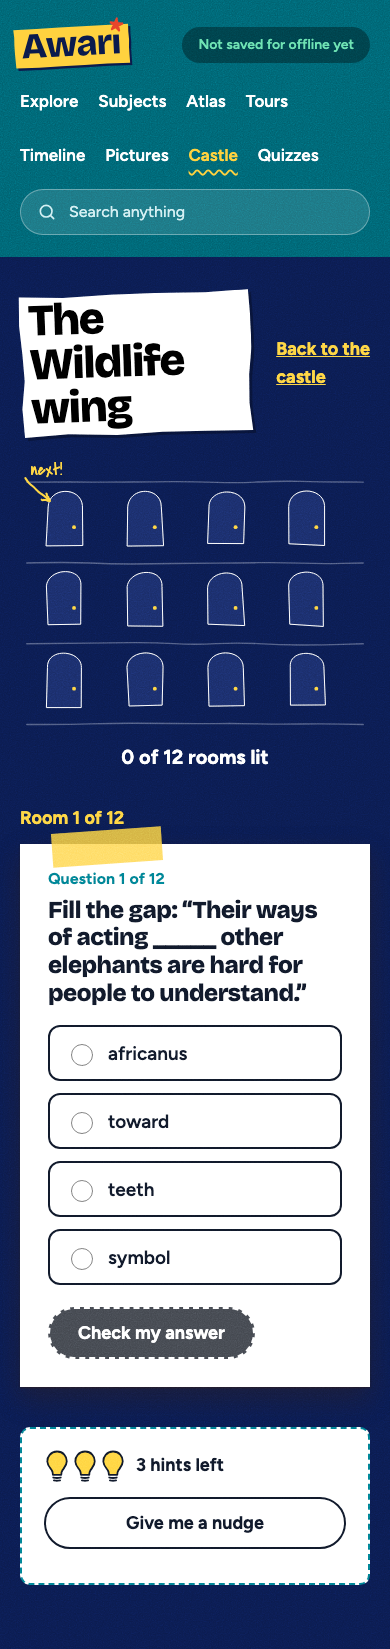 Awari
Not saved for offline yet
Explore Subjects Atlas Tours
Timeline Pictures Castle Quizzes
Search anything
The
Wildlife
wing
Back to the
castle
next!
0 of 12 rooms lit
Room 1 of 12
Question 1 of 12
Fill the gap: “Their ways
of acting _____ other
elephants are hard for
people to understand.”
africanus
toward
teeth
symbol
Check my answer
3 hints left
Give me a nudge